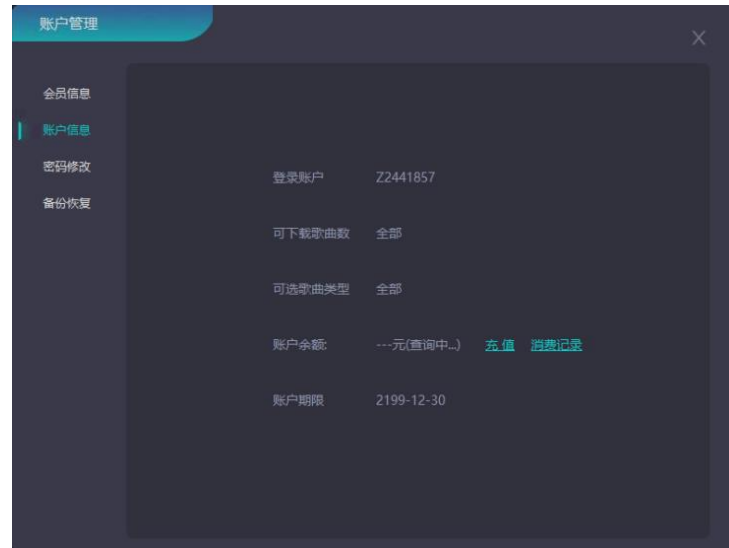 账户管理
X
会员信息
账户信息
密码修改
备份恢复
登录账户 Z2441857
可下载歌曲数 全部
可选歌曲类型 全部
账户余额: ---元(查询中...) 充 值 消费记录
账户期限 2199-12-30